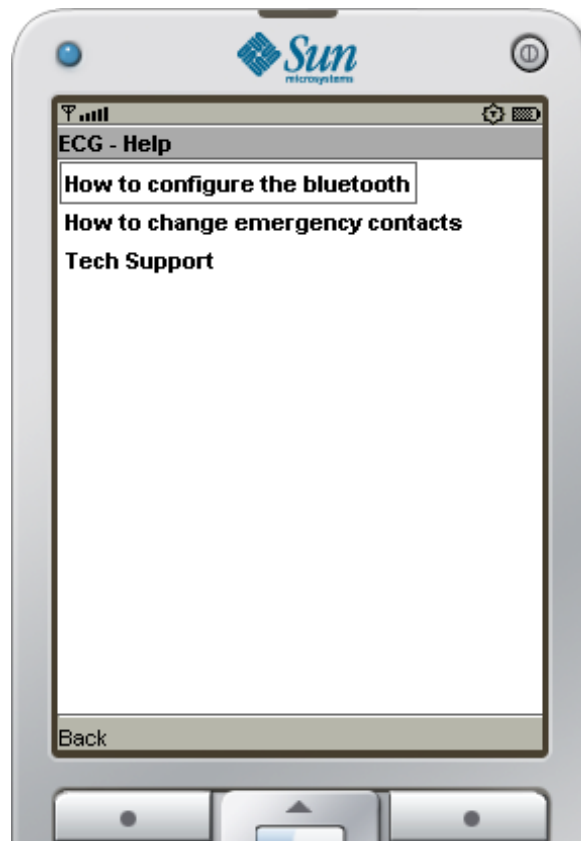 Sun
microsystems
ECG - Help
How to configure the bluetooth
How to change emergency contacts
Tech Support
Back